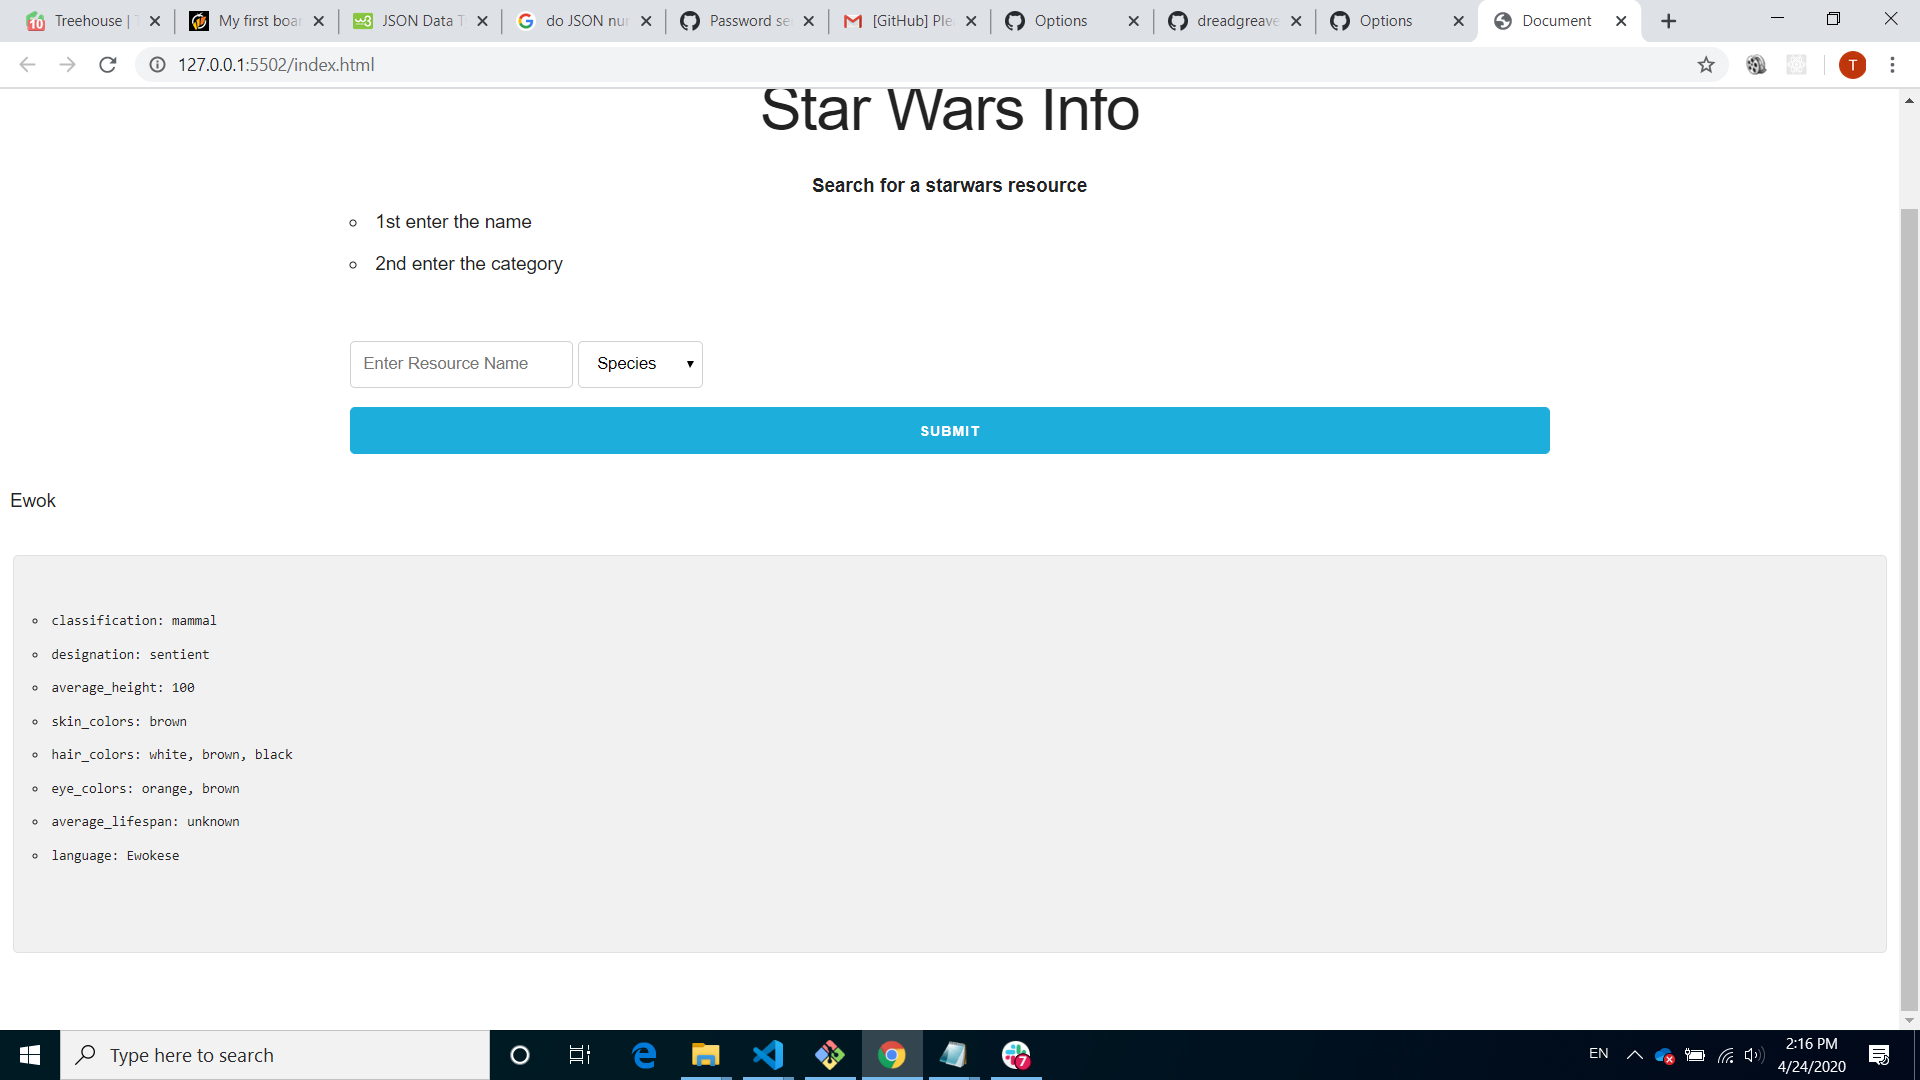 Treehouse |
My first boar
JSON Data T
do JSON nur
Password se
[GitHub] Ple
Options
dreadgreave
Options
Document
127.0.0.1:5502/index.html
T
Star Wars Info
Search for a starwars resource
1st enter the name
2nd enter the category
Enter Resource Name
Species
SUBMIT
Ewok
classification: mammal
designation: sentient
average_height: 100
skin_colors: brown
hair_colors: white, brown, black
eye_colors: orange, brown
average_lifespan: unknown
language: Ewokese
Type here to search
7
EN
2:16 PM
4/24/2020